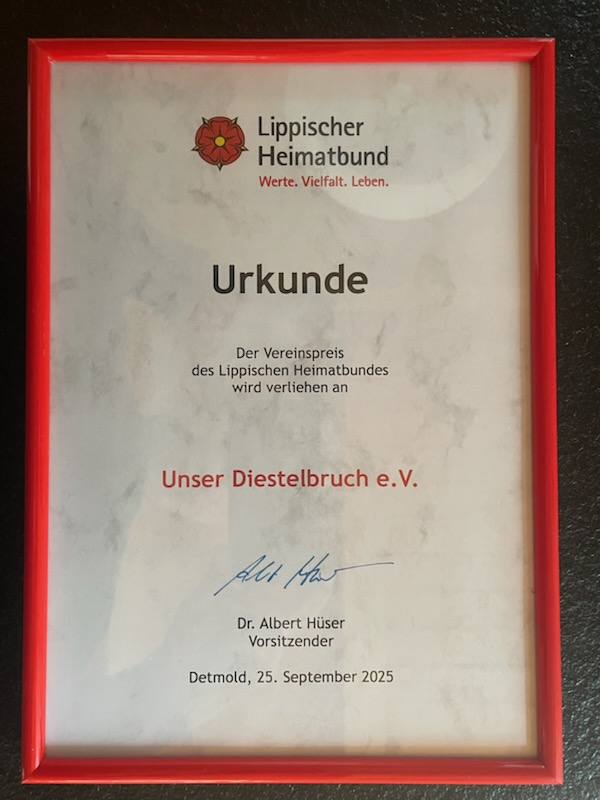 Lippischer
Heimatbund
Werte. Vielfalt. Leben.
Urkunde
Der Vereinspreis
des Lippischen Heimatbundes
wird verliehen an
Unser Diestelbruch e.V.
Dr. Albert Hüser
Vorsitzender
Detmold, 25. September 2025